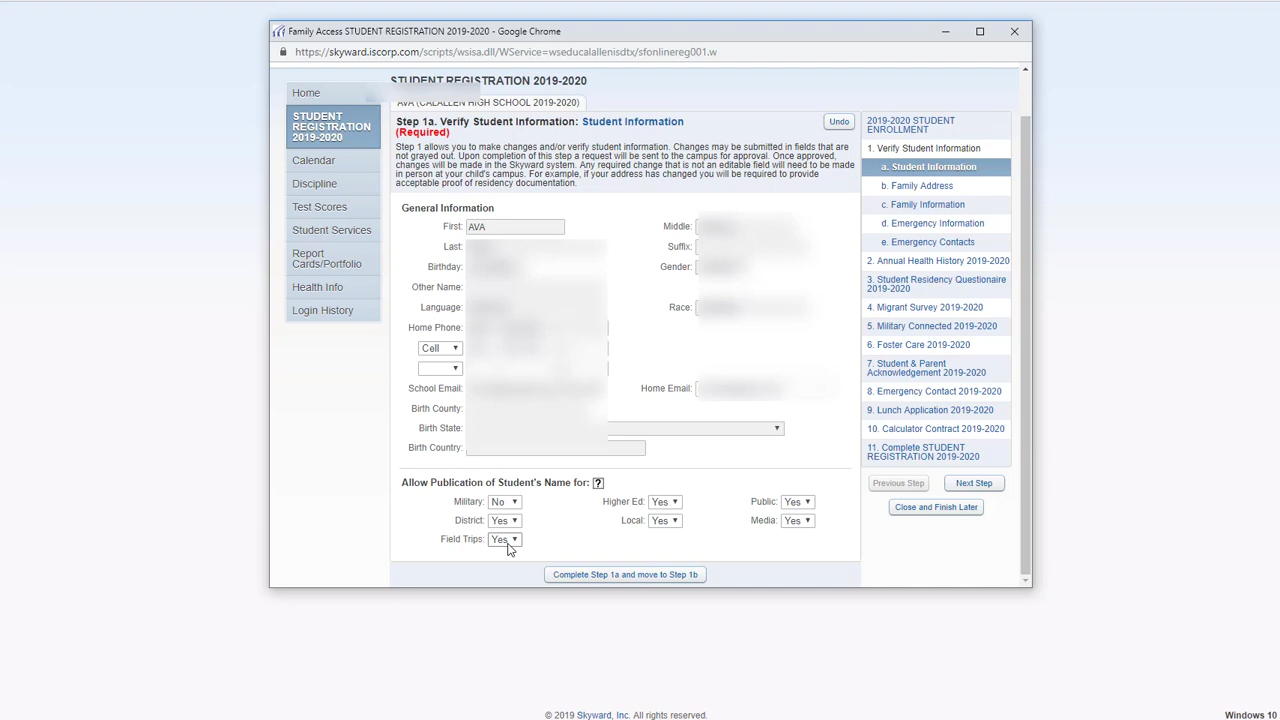 Family Access STUDENT REGISTRATION 2019-2020 - Google Chrome
https://skyward.iscorp.com/scripts/wsisa.dll/WService=wseducalallenisdtx/sfonlinereg001.w
Home
STUDENT
REGISTRATION
2019-2020
Calendar
Discipline
Test Scores
Student Services
Report
Cards/Portfolio
Health Info
Login History
STUDENT REGISTRATION 2019-2020
AVA (CALALLEN HIGH SCHOOL 2019-2020)
Step 1a. Verify Student Information: Student Information
(Required)
Undo
Step 1 allows you to make changes and/or verify student information. Changes may be submitted in fields that are
not grayed out. Upon completion of this step a request will be sent to the campus for approval. Once approved,
changes will be made in the Skyward system. Any required change that is not an editable field will need to be made
in person at your child's campus. For example, if your address has changed you will be required to provide
acceptable proof of residency documentation.
General Information
First: AVA Middle:
Last: Suffix:
Birthday: Gender:
Other Name:
Language: Race:
Home Phone:
Cell
School Email: Home Email:
Birth County:
Birth State:
Birth Country:
Allow Publication of Student's Name for: ?
Military: No Higher Ed: Yes Public: Yes
District: Yes Local: Yes Media: Yes
Field Trips: Yes
Complete Step 1a and move to Step 1b
2019-2020 STUDENT
ENROLLMENT
1. Verify Student Information
a. Student Information
b. Family Address
c. Family Information
d. Emergency Information
e. Emergency Contacts
2. Annual Health History 2019-2020
3. Student Residency Questionaire
2019-2020
4. Migrant Survey 2019-2020
5. Military Connected 2019-2020
6. Foster Care 2019-2020
7. Student & Parent
Acknowledgement 2019-2020
8. Emergency Contact 2019-2020
9. Lunch Application 2019-2020
10. Calculator Contract 2019-2020
11. Complete STUDENT
REGISTRATION 2019-2020
Previous Step Next Step
Close and Finish Later
© 2019 Skyward, Inc. All rights reserved.
Windows 10